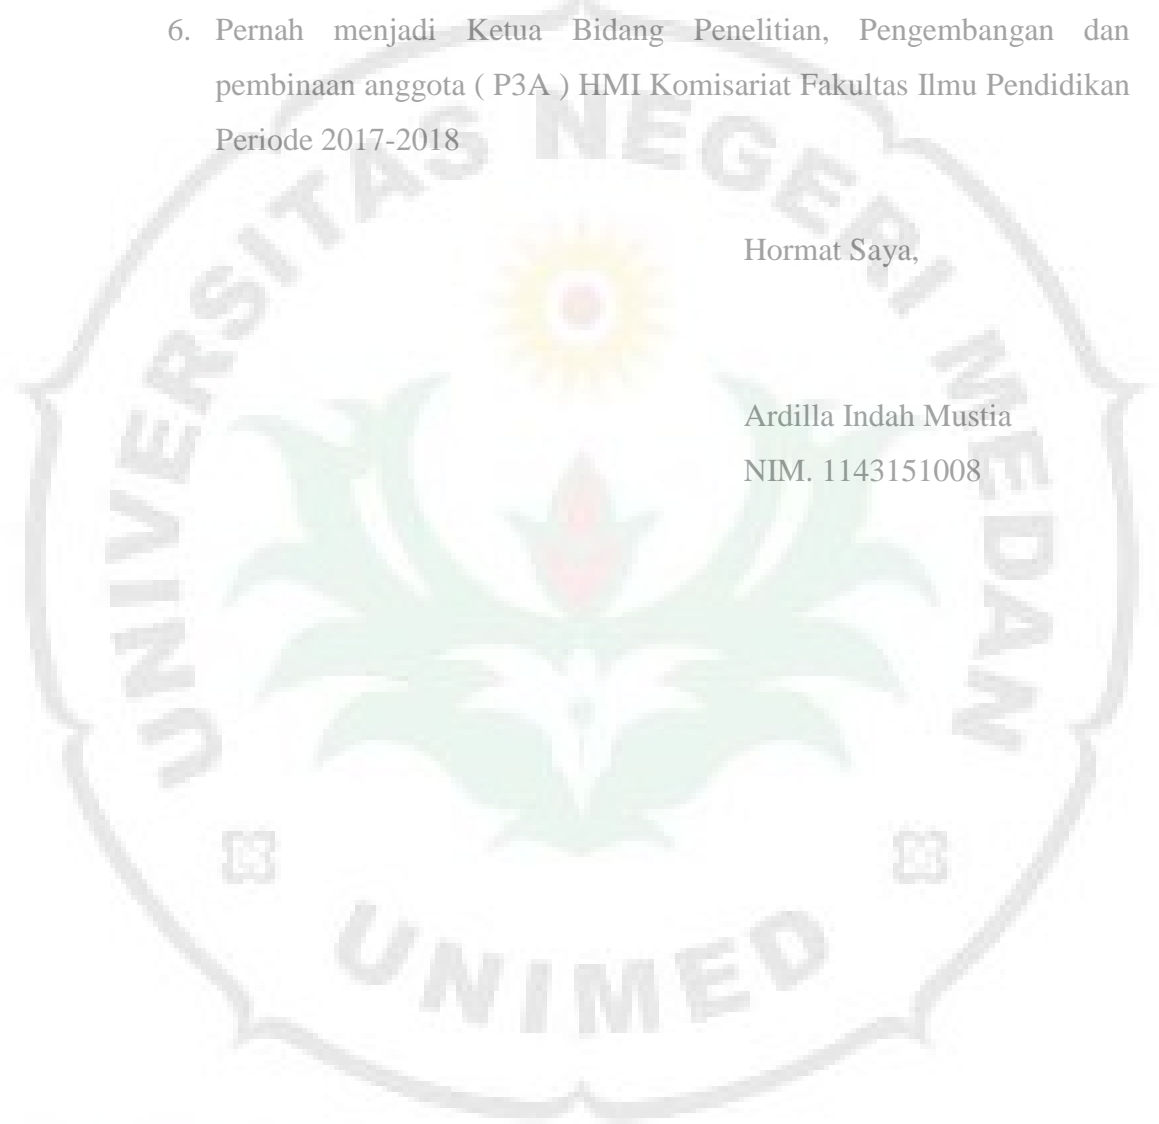 6. Pernah menjadi Ketua Bidang Penelitian, Pengembangan dan
pembinaan anggota ( P3A ) HMI Komisariat Fakultas Ilmu Pendidikan
Periode 2017-2018
Hormat Saya,
Ardilla Indah Mustia
NIM. 1143151008
UNIVERSITAS NEGERI MEDAN
UNIMED